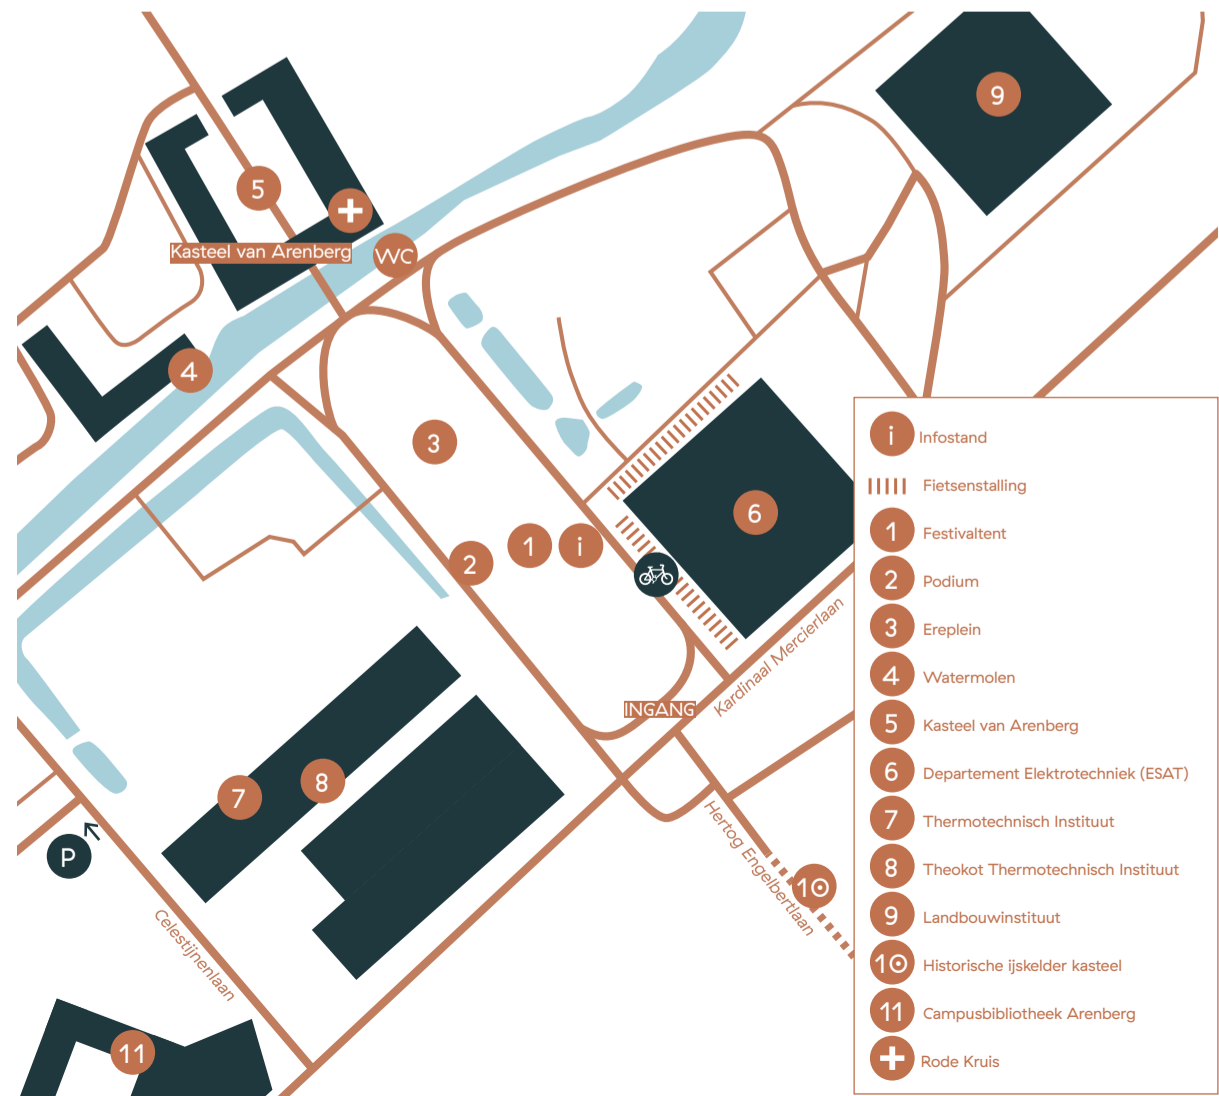 9
5
Kasteel van Arenberg
WC
4
3
6
1
i
2
Kardinaal Mercierlaan
INGANG
7
8
P
Hertog Engelbertlaan
10
Celestijnenlaan
11
i Infostand
Fietsenstalling
1 Festivaltent
2 Podium
3 Ereplein
4 Watermolen
5 Kasteel van Arenberg
6 Departement Elektrotechniek (ESAT)
7 Thermotechnisch Instituut
8 Theokot Thermotechnisch Instituut
9 Landbouwinstituut
10 Historische ijskelder kasteel
11 Campusbibliotheek Arenberg
Rode Kruis